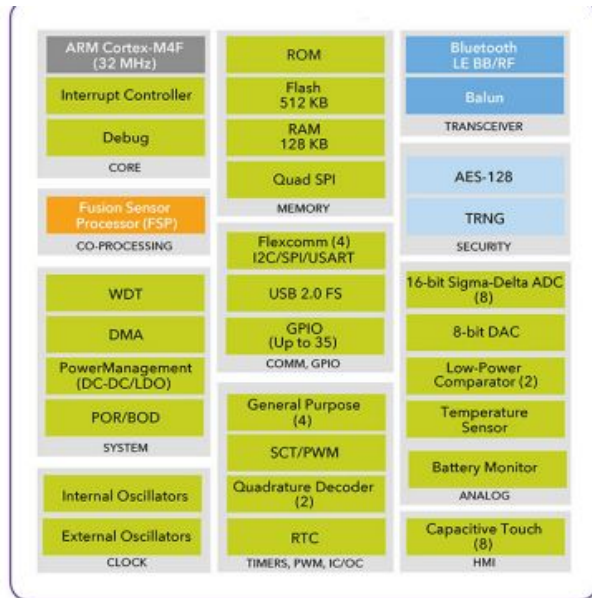 ARM Cortex-M4F
(32 MHz)
Interrupt Controller
Debug
CORE
Fusion Sensor
Processor (FSP)
CO-PROCESSING
WDT
DMA
PowerManagement
(DC-DC/LDO)
POR/BOD
SYSTEM
Internal Oscillators
External Oscillators
CLOCK
ROM
Flash
512 KB
RAM
128 KB
Quad SPI
MEMORY
Flexcomm (4)
I2C/SPI/USART
USB 2.0 FS
GPIO
(Up to 35)
COMM, GPIO
General Purpose
(4)
SCT/PWM
Quadrature Decoder
(2)
RTC
TIMERS, PWM, IC/OC
Bluetooth
LE BB/RF
Balun
TRANSCEIVER
AES-128
TRNG
SECURITY
16-bit Sigma-Delta ADC
(8)
8-bit DAC
Low-Power
Comparator (2)
Temperature
Sensor
Battery Monitor
ANALOG
Capacitive Touch
(8)
HMI